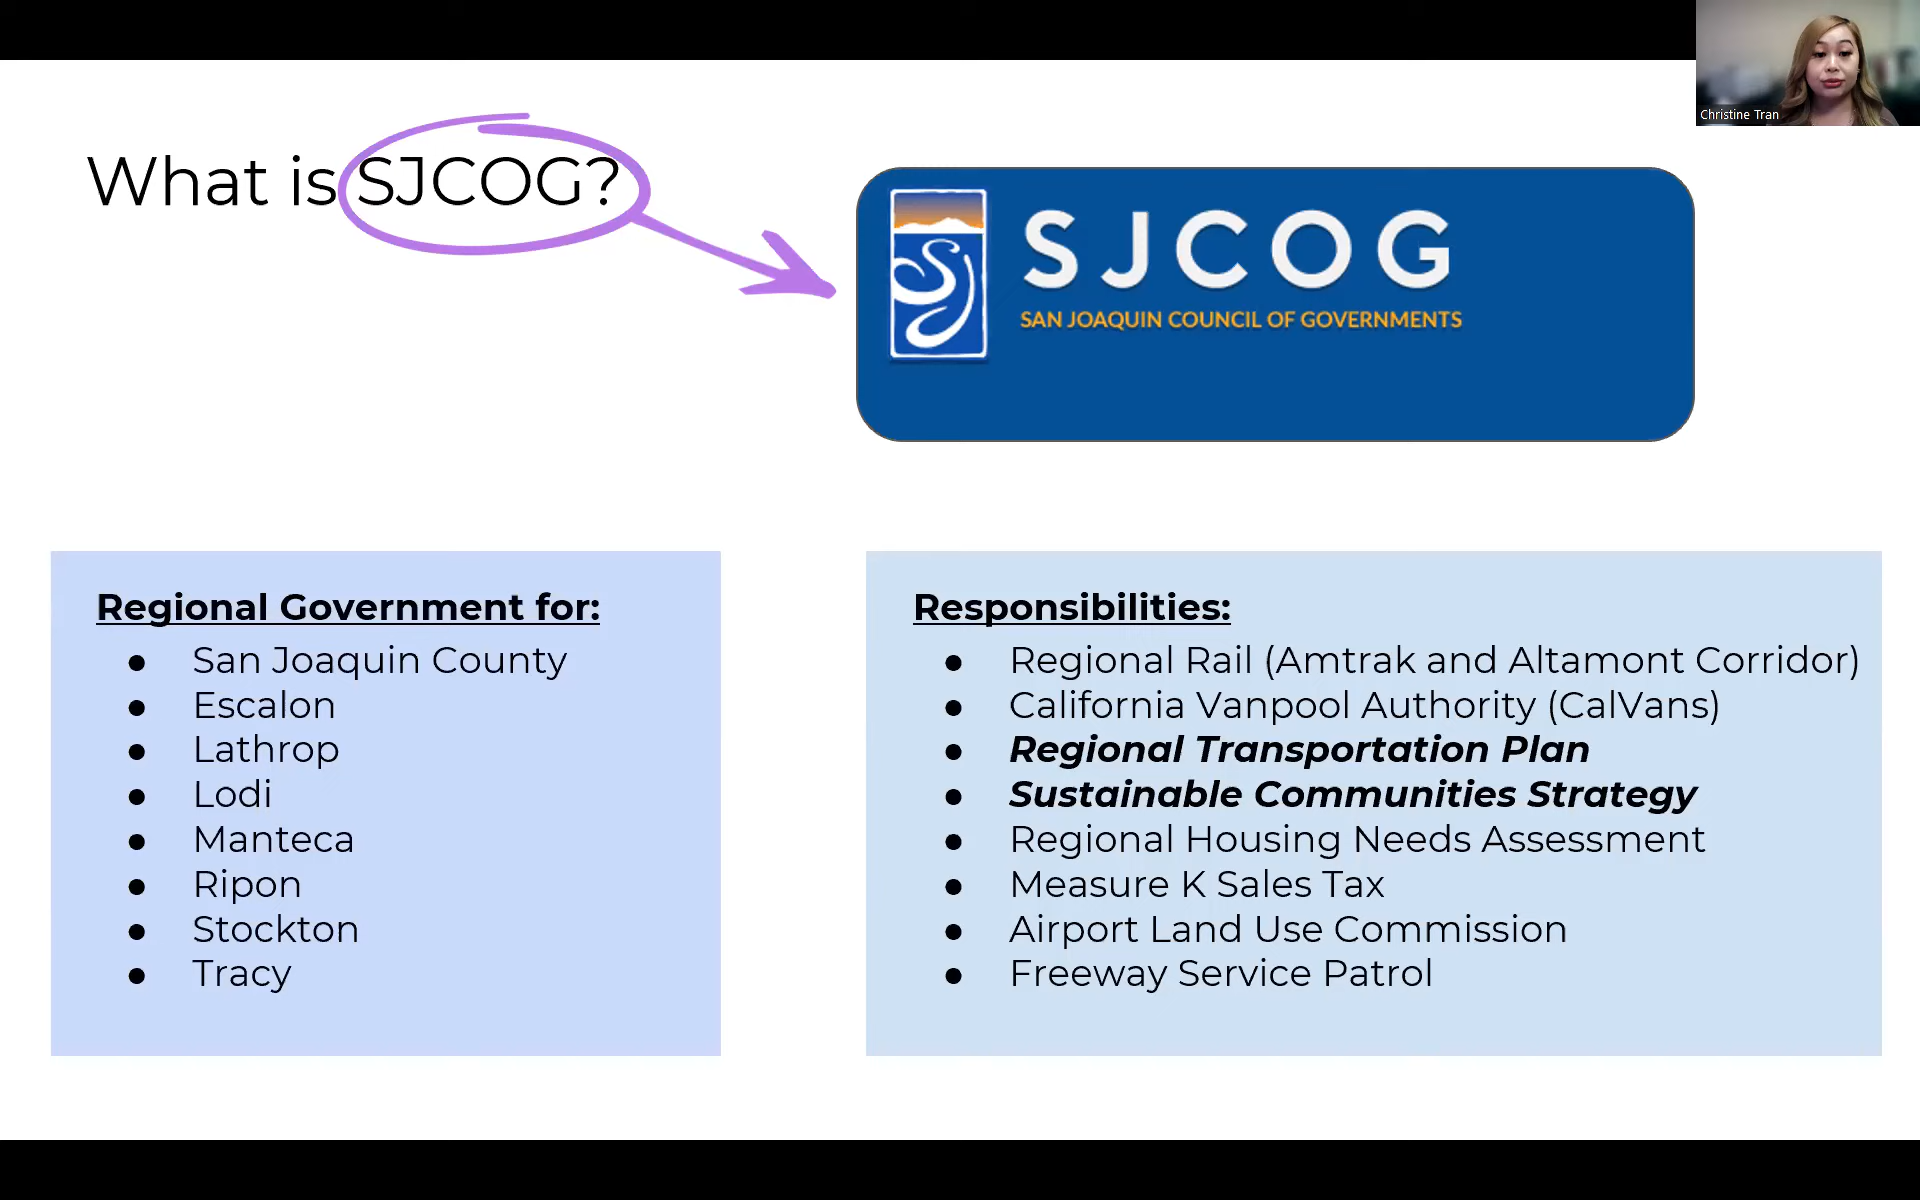 Christine Tran
What is SJCOG?
SJCOG
SAN JOAQUIN COUNCIL OF GOVERNMENTS
Regional Government for:
● San Joaquin County
● Escalon
● Lathrop
● Lodi
● Manteca
● Ripon
● Stockton
● Tracy
Responsibilities:
● Regional Rail (Amtrak and Altamont Corridor)
● California Vanpool Authority (CalVans)
● Regional Transportation Plan
● Sustainable Communities Strategy
● Regional Housing Needs Assessment
● Measure K Sales Tax
● Airport Land Use Commission
● Freeway Service Patrol